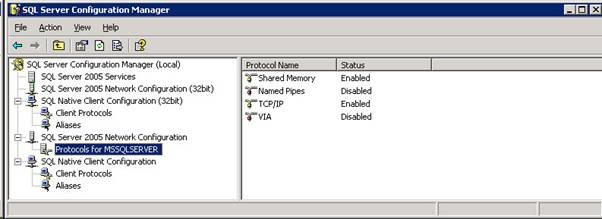 SQL Server Configuration Manager
File Action View Help
SQL Server Configuration Manager (Local)
SQL Server 2005 Services
SQL Server 2005 Network Configuration (32bit)
SQL Native Client Configuration (32bit)
Client Protocols
Aliases
SQL Server 2005 Network Configuration
Protocols for MSSQLSERVER
SQL Native Client Configuration
Client Protocols
Aliases
Protocol Name Status
Shared Memory Enabled
Named Pipes Disabled
TCP/IP Enabled
VIA Disabled